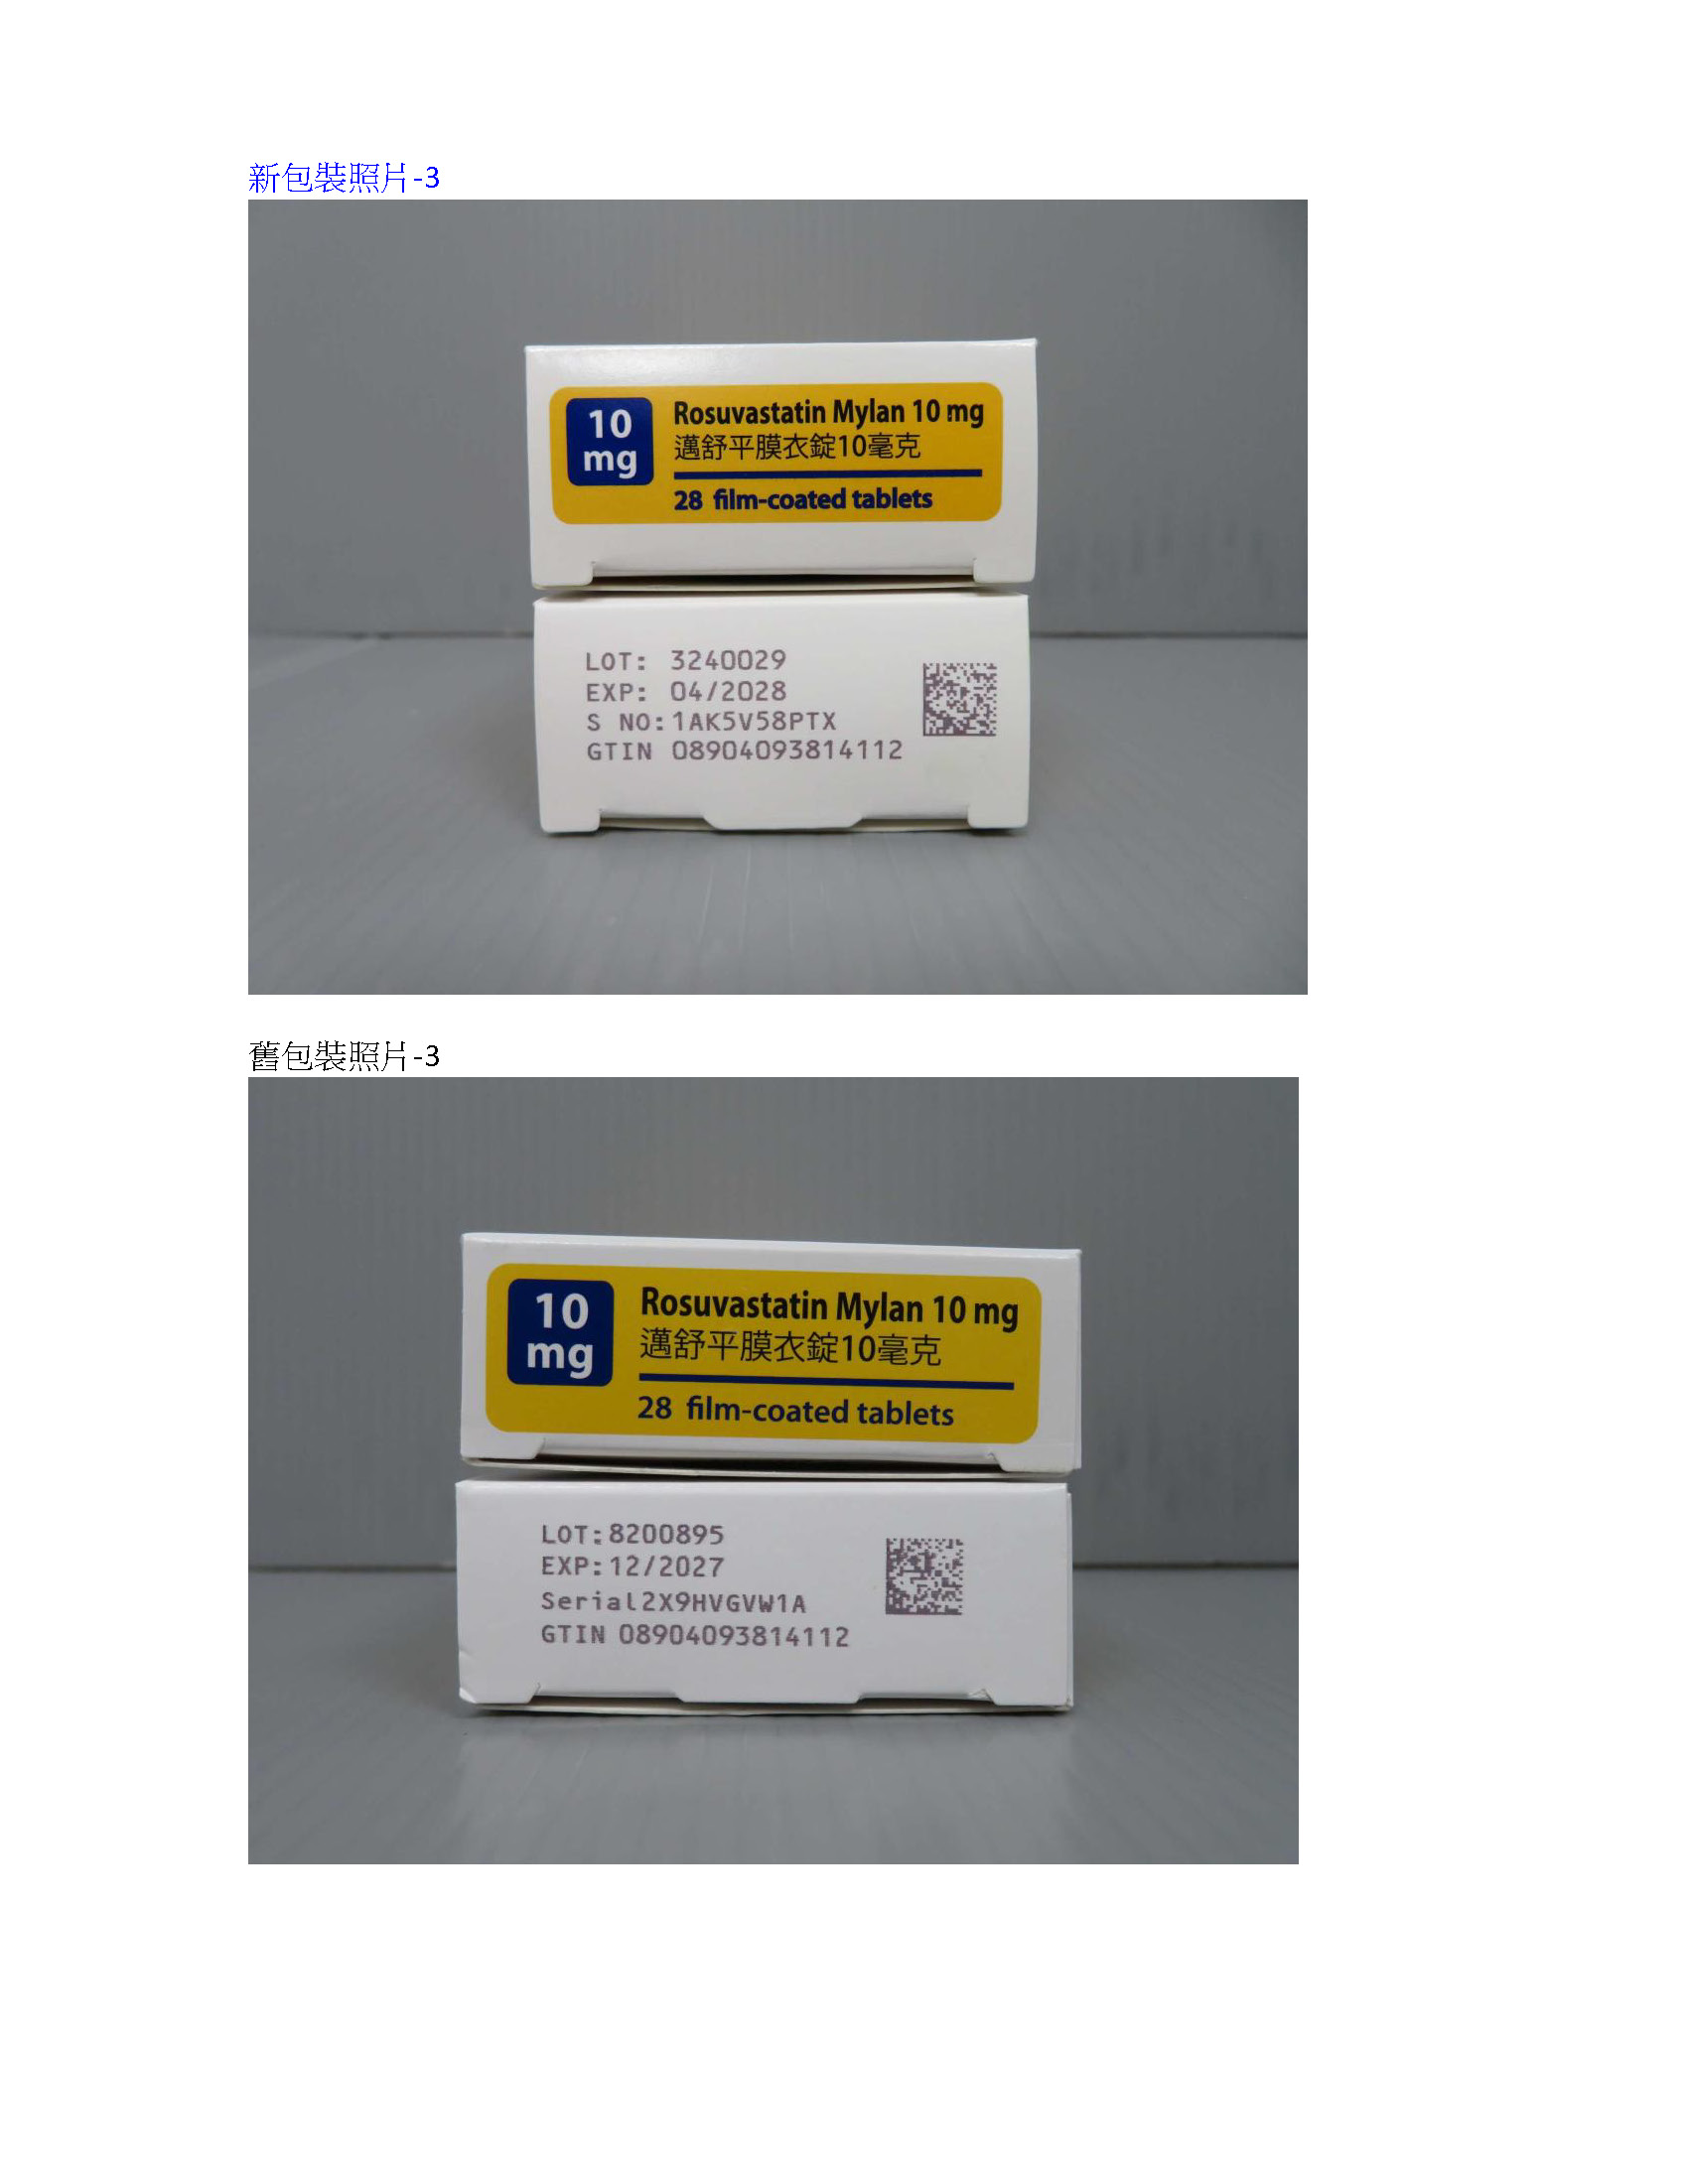 新包裝照片-3
10
mg
Rosuvastatin Mylan 10 mg
邁舒平膜衣錠10毫克
28 film-coated tablets
LOT: 3240029
EXP: 04/2028
S NO:1AK5V58PTX
GTIN 08904093814112
舊包裝照片-3
10
mg
Rosuvastatin Mylan 10 mg
邁舒平膜衣錠10毫克
28 film-coated tablets
LOT:8200895
EXP:12/2027
Serial2X9HVGVW1A
GTIN 08904093814112